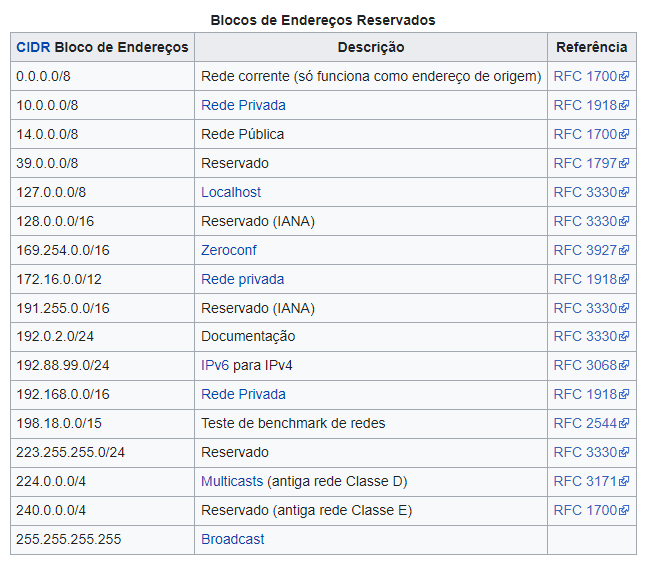 Blocos de Endereços Reservados
CIDR Bloco de Endereços Descrição Referência
0.0.0.0/8 Rede corrente (só funciona como endereço de origem) RFC 1700
10.0.0.0/8 Rede Privada RFC 1918
14.0.0.0/8 Rede Pública RFC 1700
39.0.0.0/8 Reservado RFC 1797
127.0.0.0/8 Localhost RFC 3330
128.0.0.0/16 Reservado (IANA) RFC 3330
169.254.0.0/16 Zeroconf RFC 3927
172.16.0.0/12 Rede privada RFC 1918
191.255.0.0/16 Reservado (IANA) RFC 3330
192.0.2.0/24 Documentação RFC 3330
192.88.99.0/24 IPv6 para IPv4 RFC 3068
192.168.0.0/16 Rede Privada RFC 1918
198.18.0.0/15 Teste de benchmark de redes RFC 2544
223.255.255.0/24 Reservado RFC 3330
224.0.0.0/4 Multicasts (antiga rede Classe D) RFC 3171
240.0.0.0/4 Reservado (antiga rede Classe E) RFC 1700
255.255.255.255 Broadcast